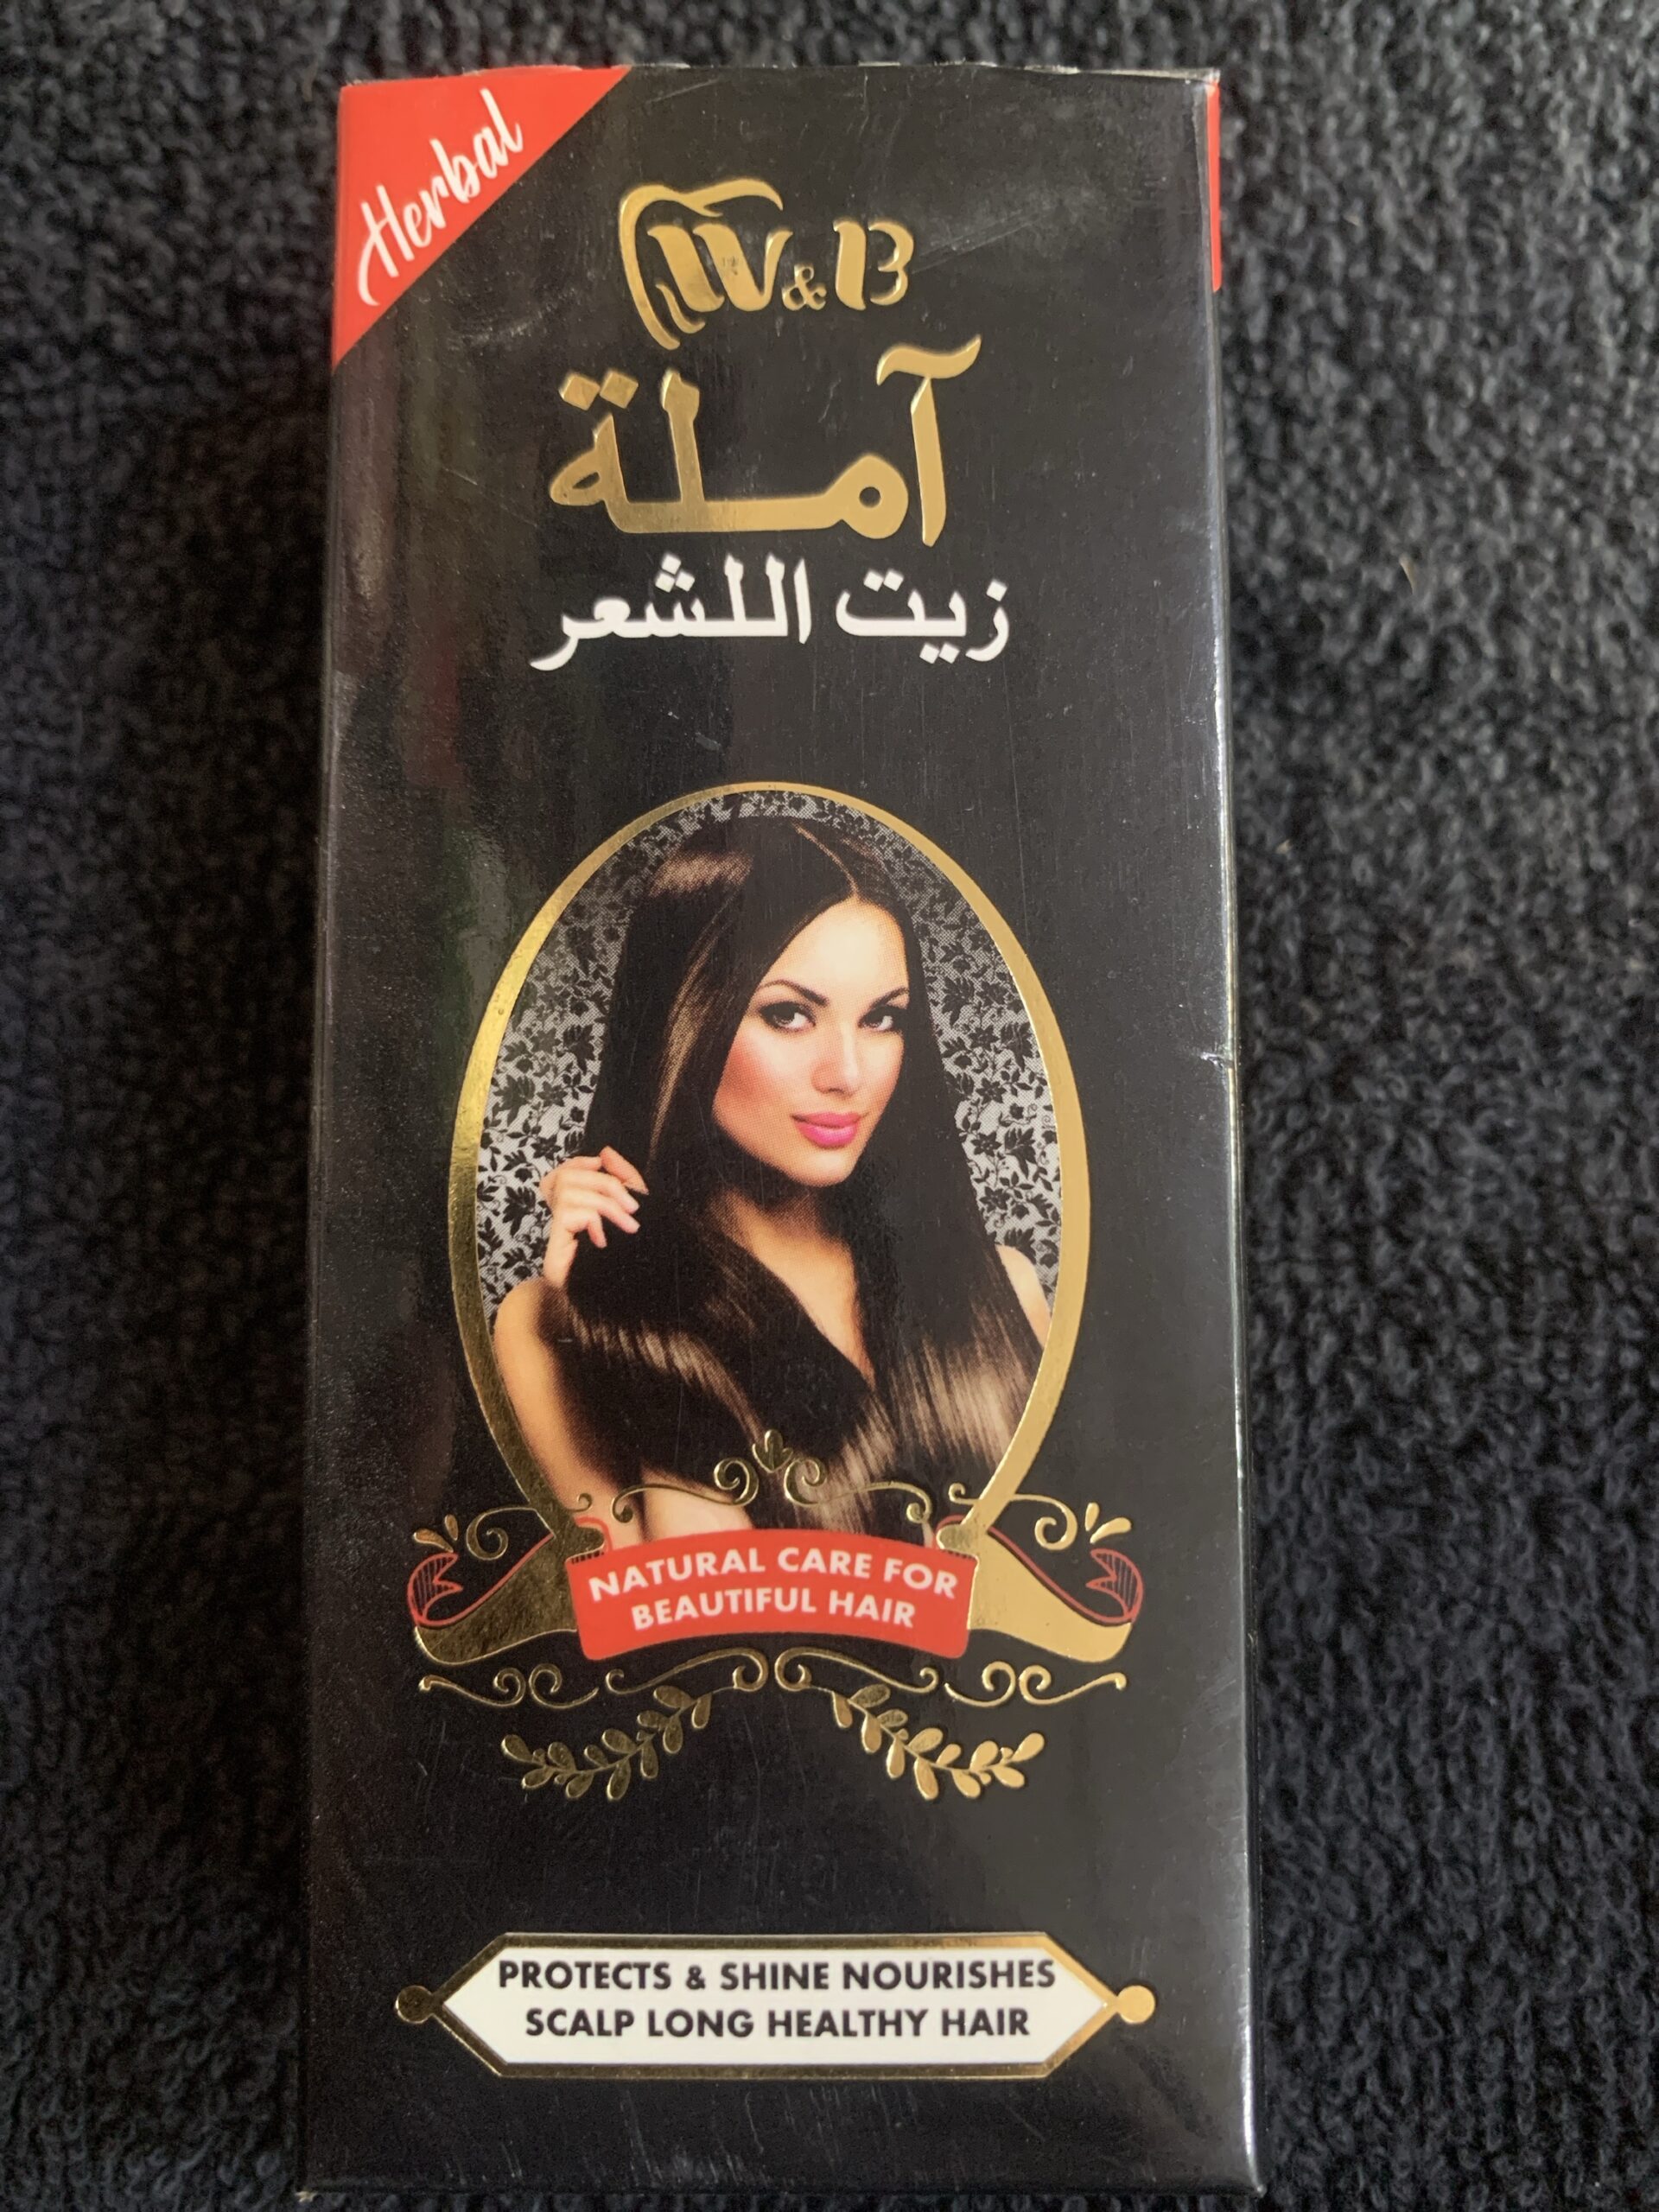 Herbal
W&B
آملة
زيت اللشعر
NATURAL CARE FOR
BEAUTIFUL HAIR
PROTECTS & SHINE NOURISHES
SCALP LONG HEALTHY HAIR